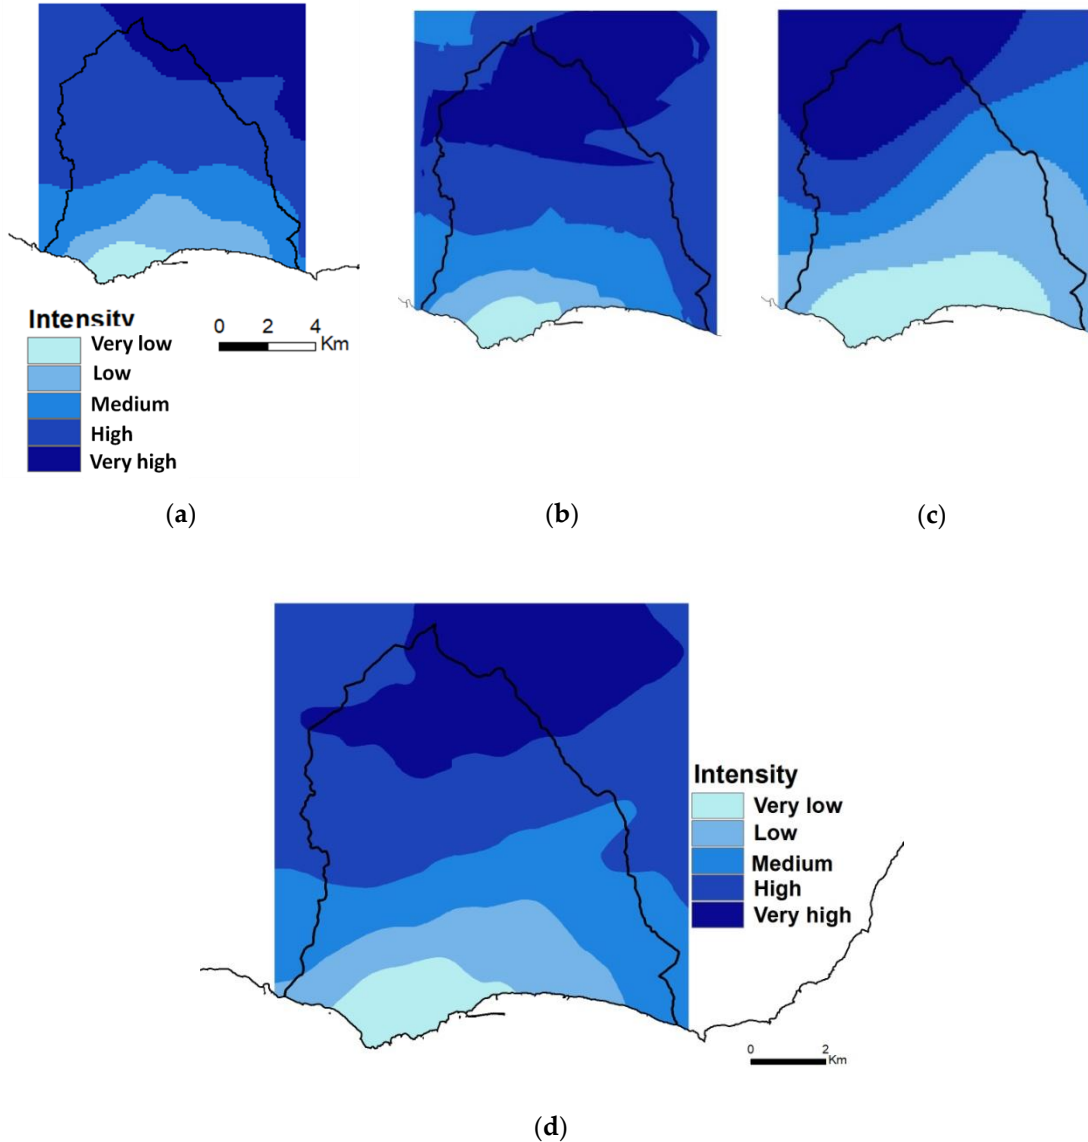 Intensity
Very low
Low
Medium
High
Very high
0 2 4
Km
(a)
(b)
(c)
Intensity
Very low
Low
Medium
High
Very high
0 2
Km
(d)